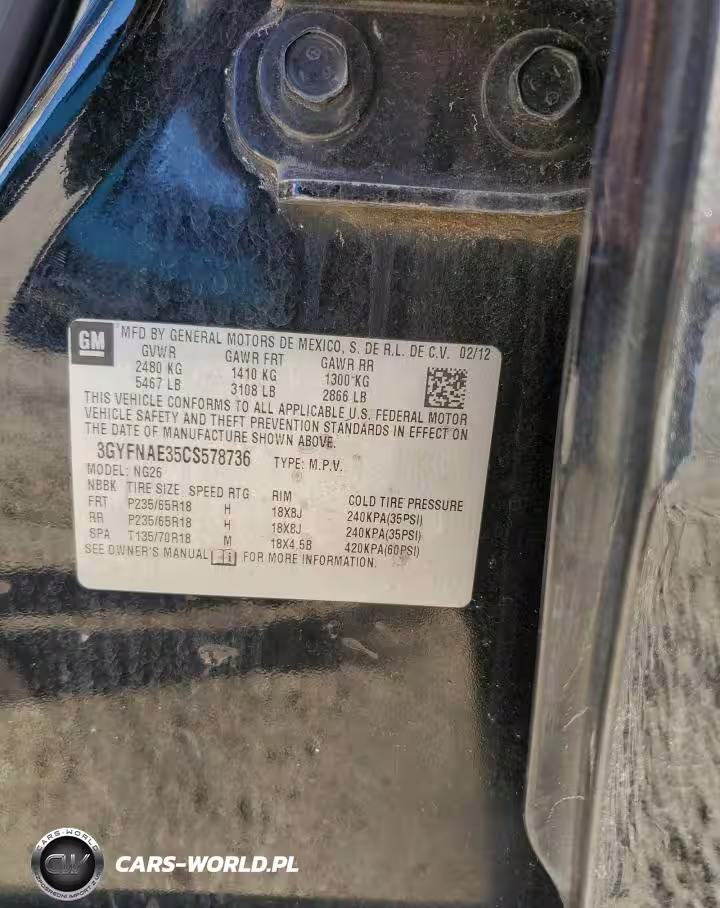 GM
MFD BY GENERAL MOTORS DE MEXICO, S. DE R.L. DE C.V. 02/12
GVWR GAWR FRT GAWR RR
2480 KG 1410 KG 1300 KG
5467 LB 3108 LB 2866 LB
THIS VEHICLE CONFORMS TO ALL APPLICABLE U.S. FEDERAL MOTOR
VEHICLE SAFETY AND THEFT PREVENTION STANDARDS IN EFFECT ON
THE DATE OF MANUFACTURE SHOWN ABOVE.
3GYFNAE35CS578736 TYPE: M.P.V.
MODEL: NG26
NBBK TIRE SIZE SPEED RTG RIM COLD TIRE PRESSURE
FRT P235/65R18 H 18X8J 240KPA(35PSI)
RR P235/65R18 H 18X8J 240KPA(35PSI)
SPA T135/70R18 M 18X4.5B 420KPA(60PSI)
SEE OWNER'S MANUAL FOR MORE INFORMATION.
CARS-WORLD
CW
CARS-WORLD.PL